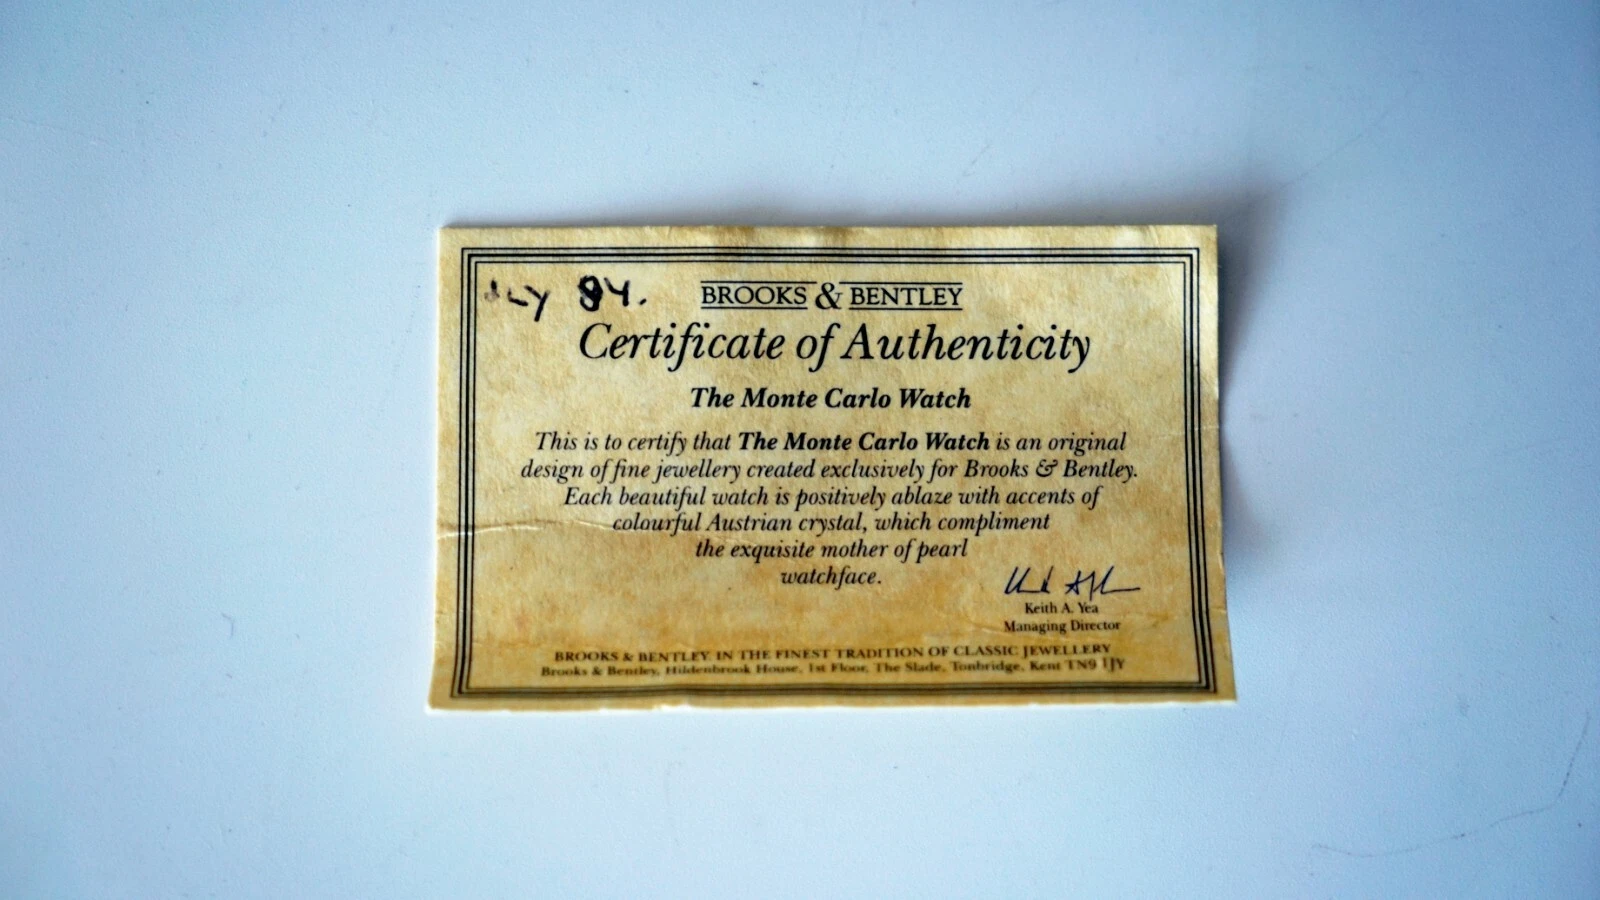 BROOKS & BENTLEY
Certificate of Authenticity
The Monte Carlo Watch
This is to certify that The Monte Carlo Watch is an original
design of fine jewellery created exclusively for Brooks & Bentley.
Each beautiful watch is positively ablaze with accents of
colourful Austrian crystal, which compliment
the exquisite mother of pearl
watchface.
Keith A. Yea
Managing Director
BROOKS & BENTLEY. IN THE FINEST TRADITION OF CLASSIC JEWELLERY
Brooks & Bentley, Hildenbrook House, 1st Floor, The Slade, Tonbridge, Kent TN9 1JY